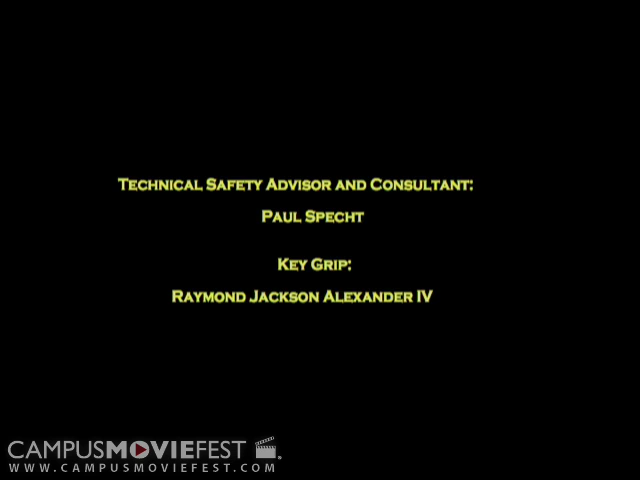 Technical Safety Advisor and Consultant:
Paul Specht
Key Grip:
Raymond Jackson Alexander IV
CAMPUSMOVIEFEST
WWW.CAMPUSMOVIEFEST.COM